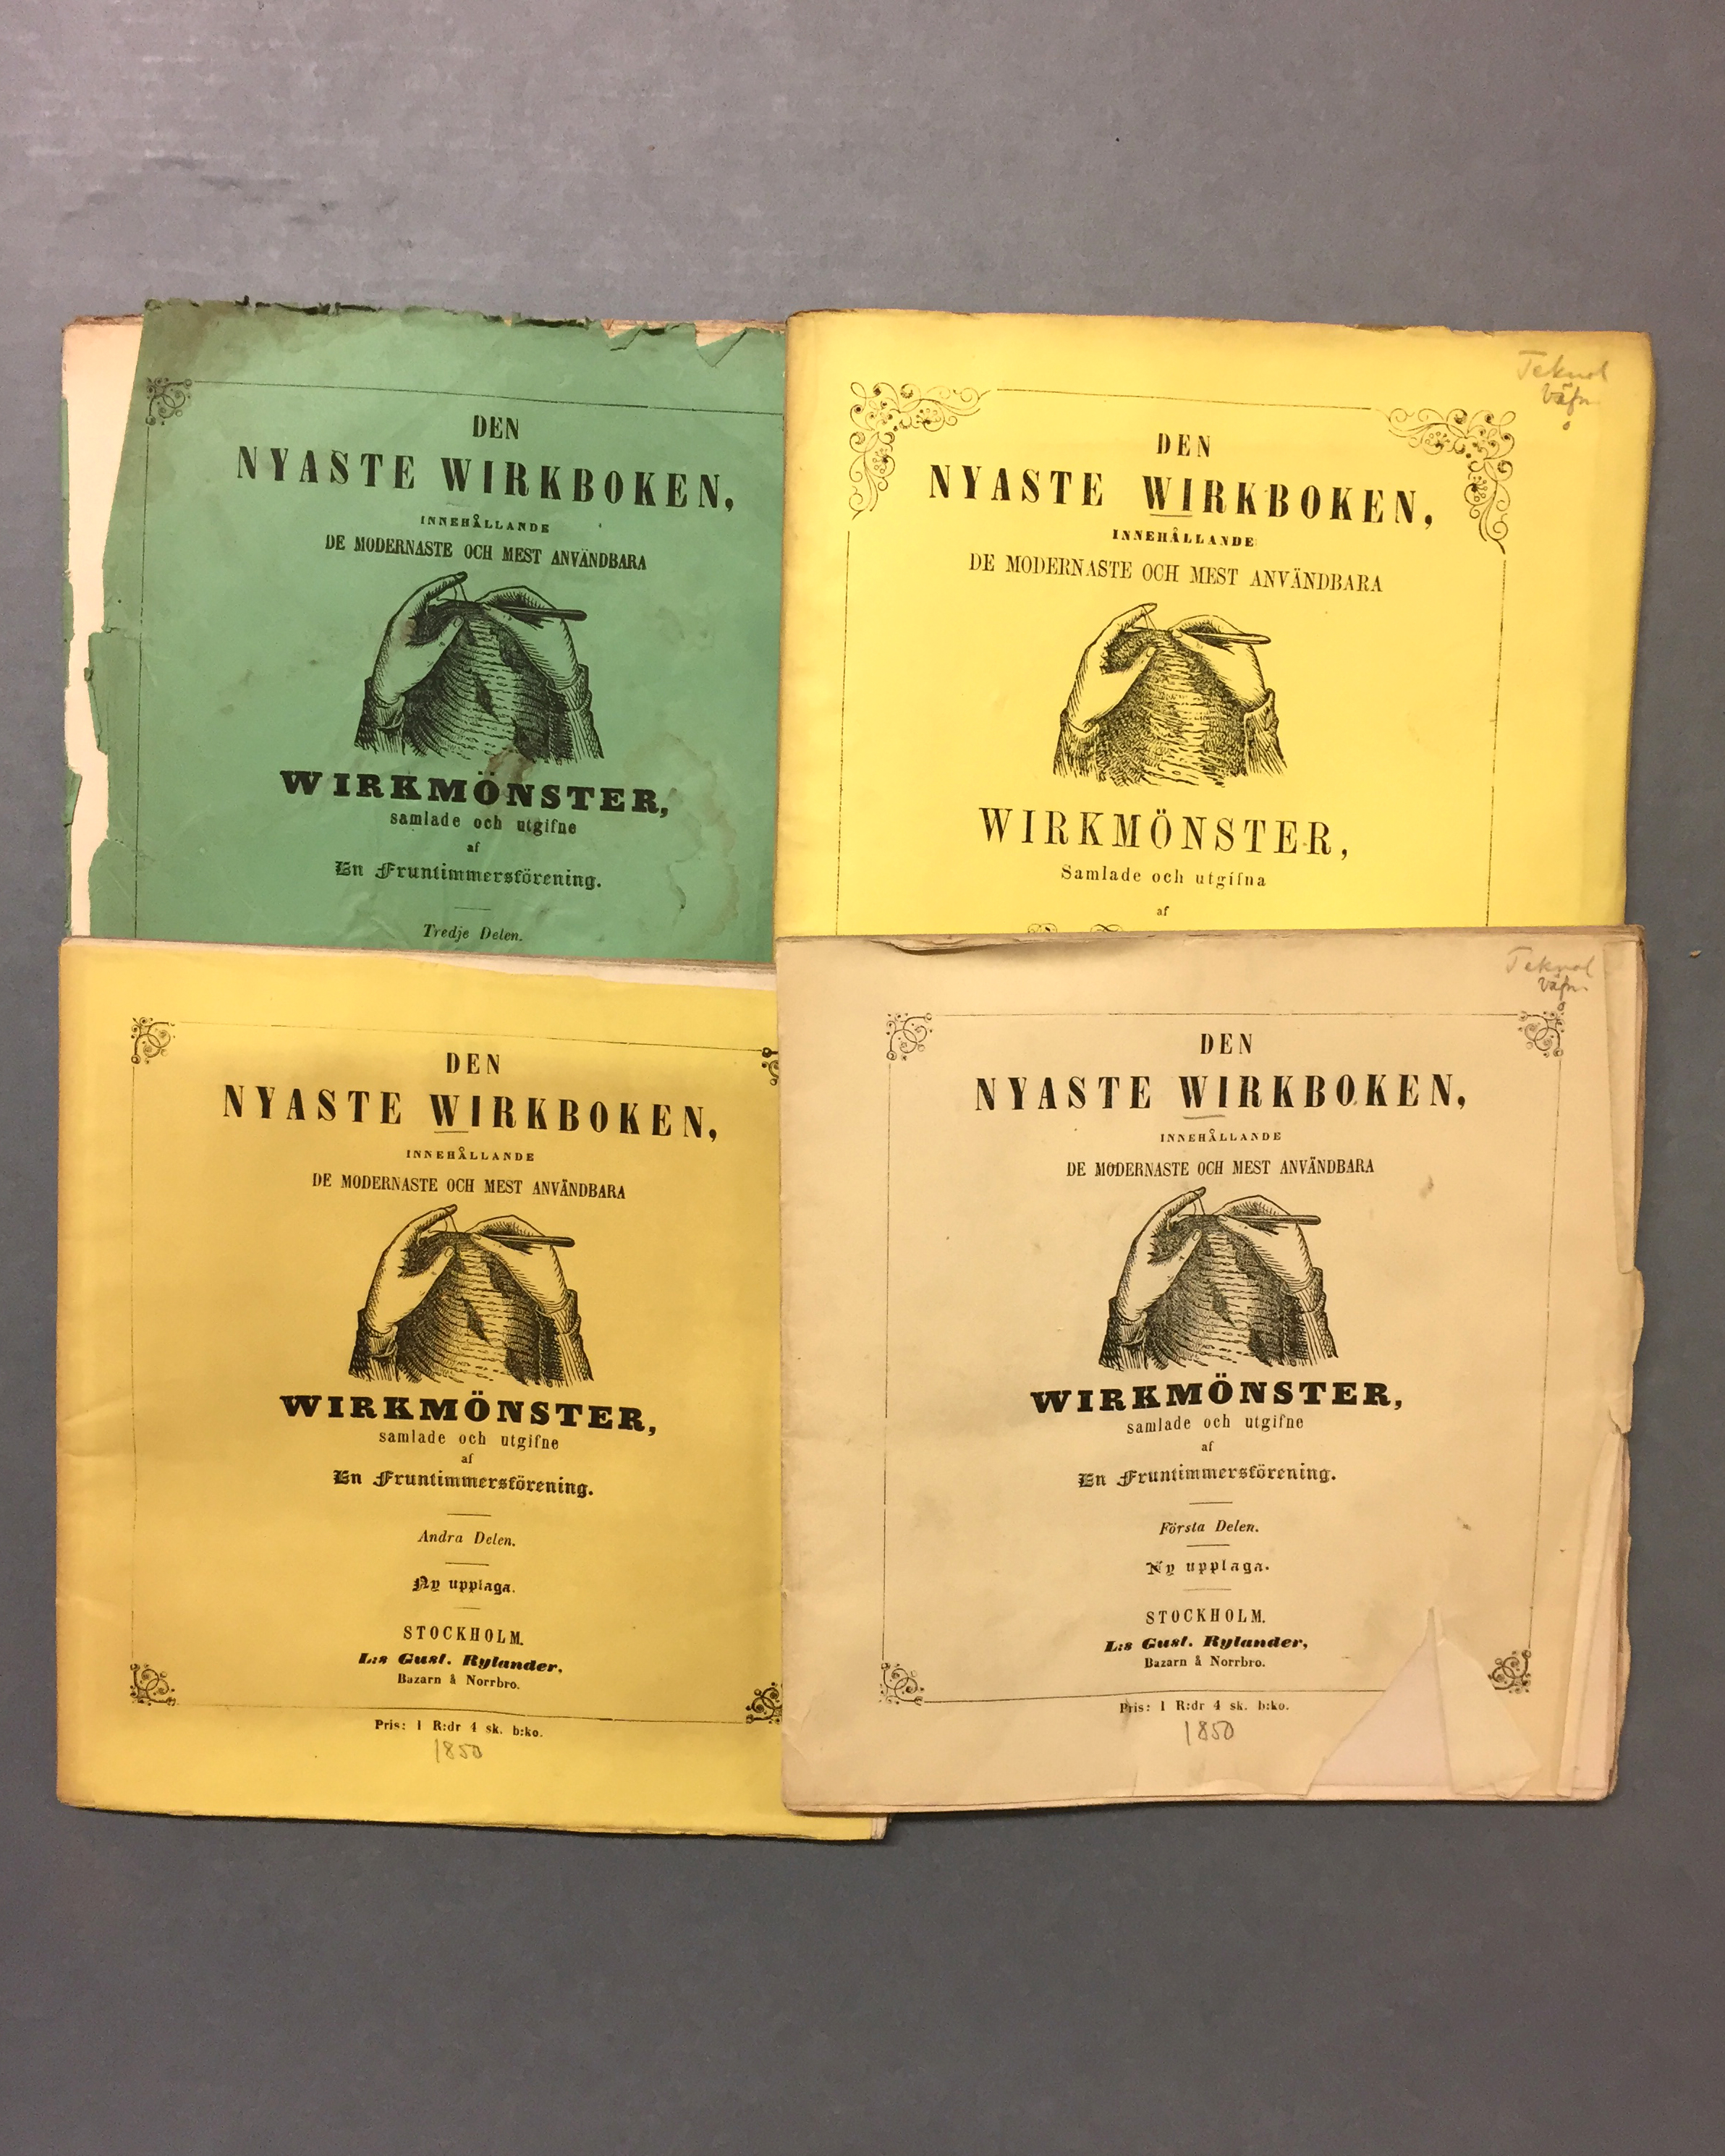 DEN
NYASTE WIRKBOKEN,
INNEHÅLLANDE
DE MODERNASTE OCH MEST ANVÄNDBARA
WIRKMÖNSTER,
samlade och utgifne
af
En Fruntimmersförening.
Tredje Delen.
Teknol
Väfn.
DEN
NYASTE WIRKBOKEN,
INNEHÅLLANDE
DE MODERNASTE OCH MEST ANVÄNDBARA
WIRKMÖNSTER,
Samlade och utgifna
af
DEN
NYASTE WIRKBOKEN,
INNEHÅLLANDE
DE MODERNASTE OCH MEST ANVÄNDBARA
WIRKMÖNSTER,
samlade och utgifne
af
En Fruntimmersförening.
Andra Delen.
Ny upplaga.
STOCKHOLM.
L:s Gust. Rylander,
Bazarn å Norrbro.
Pris: 1 R:dr 4 sk. b:ko.
1850
Teknol
Väfn.
DEN
NYASTE WIRKBOKEN,
INNEHÅLLANDE
DE MODERNASTE OCH MEST ANVÄNDBARA
WIRKMÖNSTER,
samlade och utgifne
af
En Fruntimmersförening.
Första Delen.
Ny upplaga.
STOCKHOLM.
L:s Gust. Rylander,
Bazarn å Norrbro.
Pris: 1 R:dr 4 sk. b:ko.
1850